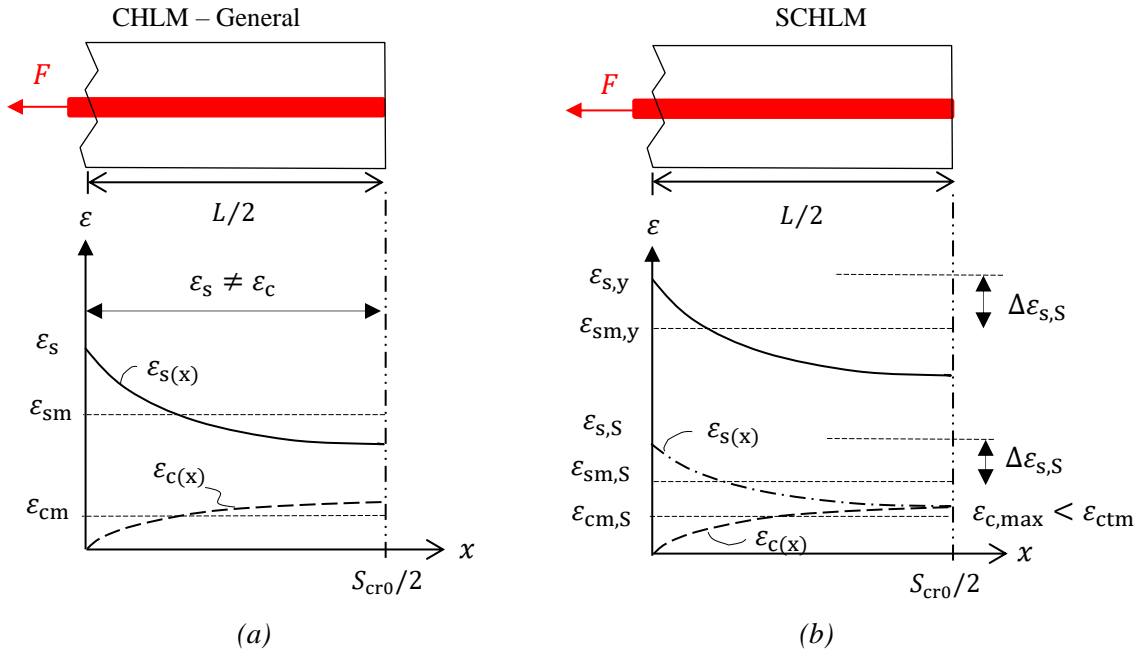 CHLM – General
F
L/2
ε
εs ≠ εc
εs
εs(x)
εsm
εc(x)
εcm
x
Scr0/2
(a)
SCHLM
F
L/2
ε
εs,y
Δεs,S
εsm,y
εs,S
εs(x)
Δεs,S
εsm,S
εcm,S
εc,max < εctm
εc(x)
x
Scr0/2
(b)